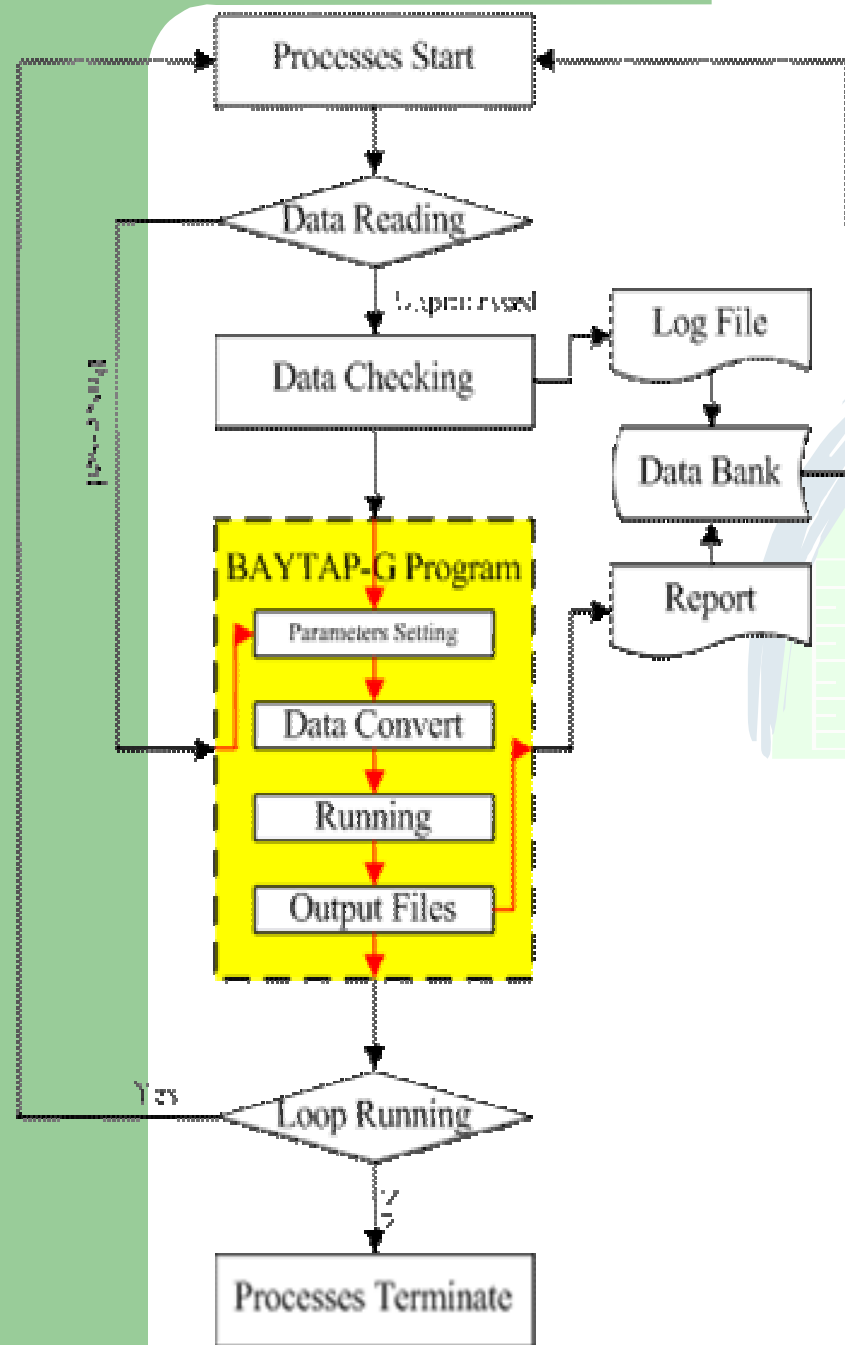 Processes Start
Data Reading
Log File
Data Checking
Data Bank
BAYTAP-G Program
Report
Parameters Setting
Data Convert
Running
Output Files
Yes
Loop Running
Processes Terminate